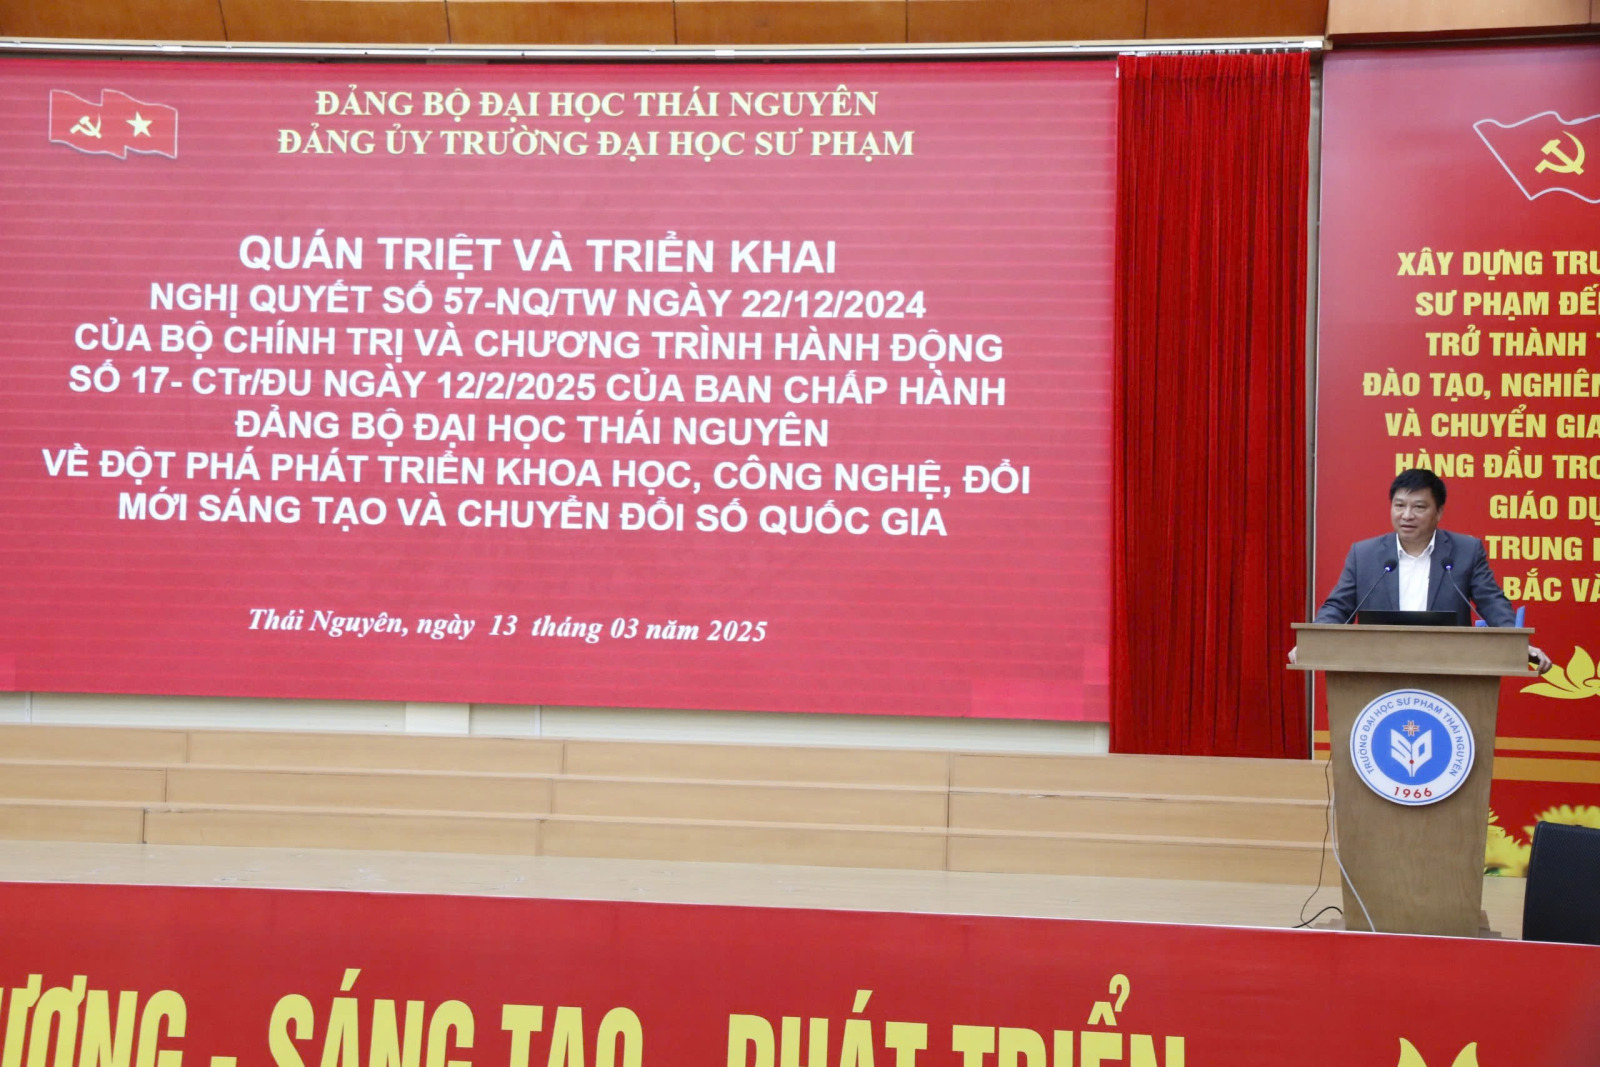 ĐẢNG BỘ ĐẠI HỌC THÁI NGUYÊN
ĐẢNG ỦY TRƯỜNG ĐẠI HỌC SƯ PHẠM
QUÁN TRIỆT VÀ TRIỂN KHAI
NGHỊ QUYẾT SỐ 57-NQ/TW NGÀY 22/12/2024
CỦA BỘ CHÍNH TRỊ VÀ CHƯƠNG TRÌNH HÀNH ĐỘNG
SỐ 17- CTr/ĐU NGÀY 12/2/2025 CỦA BAN CHẤP HÀNH
ĐẢNG BỘ ĐẠI HỌC THÁI NGUYÊN
VỀ ĐỘT PHÁ PHÁT TRIỂN KHOA HỌC, CÔNG NGHỆ, ĐỔI
MỚI SÁNG TẠO VÀ CHUYỂN ĐỔI SỐ QUỐC GIA
Thái Nguyên, ngày 13 tháng 03 năm 2025
XÂY DỰNG
SƯ PHẠM
TRỞ THÀNH
ĐÀO TẠO,
VÀ CHUYỂN
HÀNG ĐẦU
GIÁO
TRUNG
BẮC
TRƯỜNG ĐẠI HỌC SƯ PHẠM THÁI NGUYÊN
1966
- SÁNG TẠO - PHÁT TRIỂN